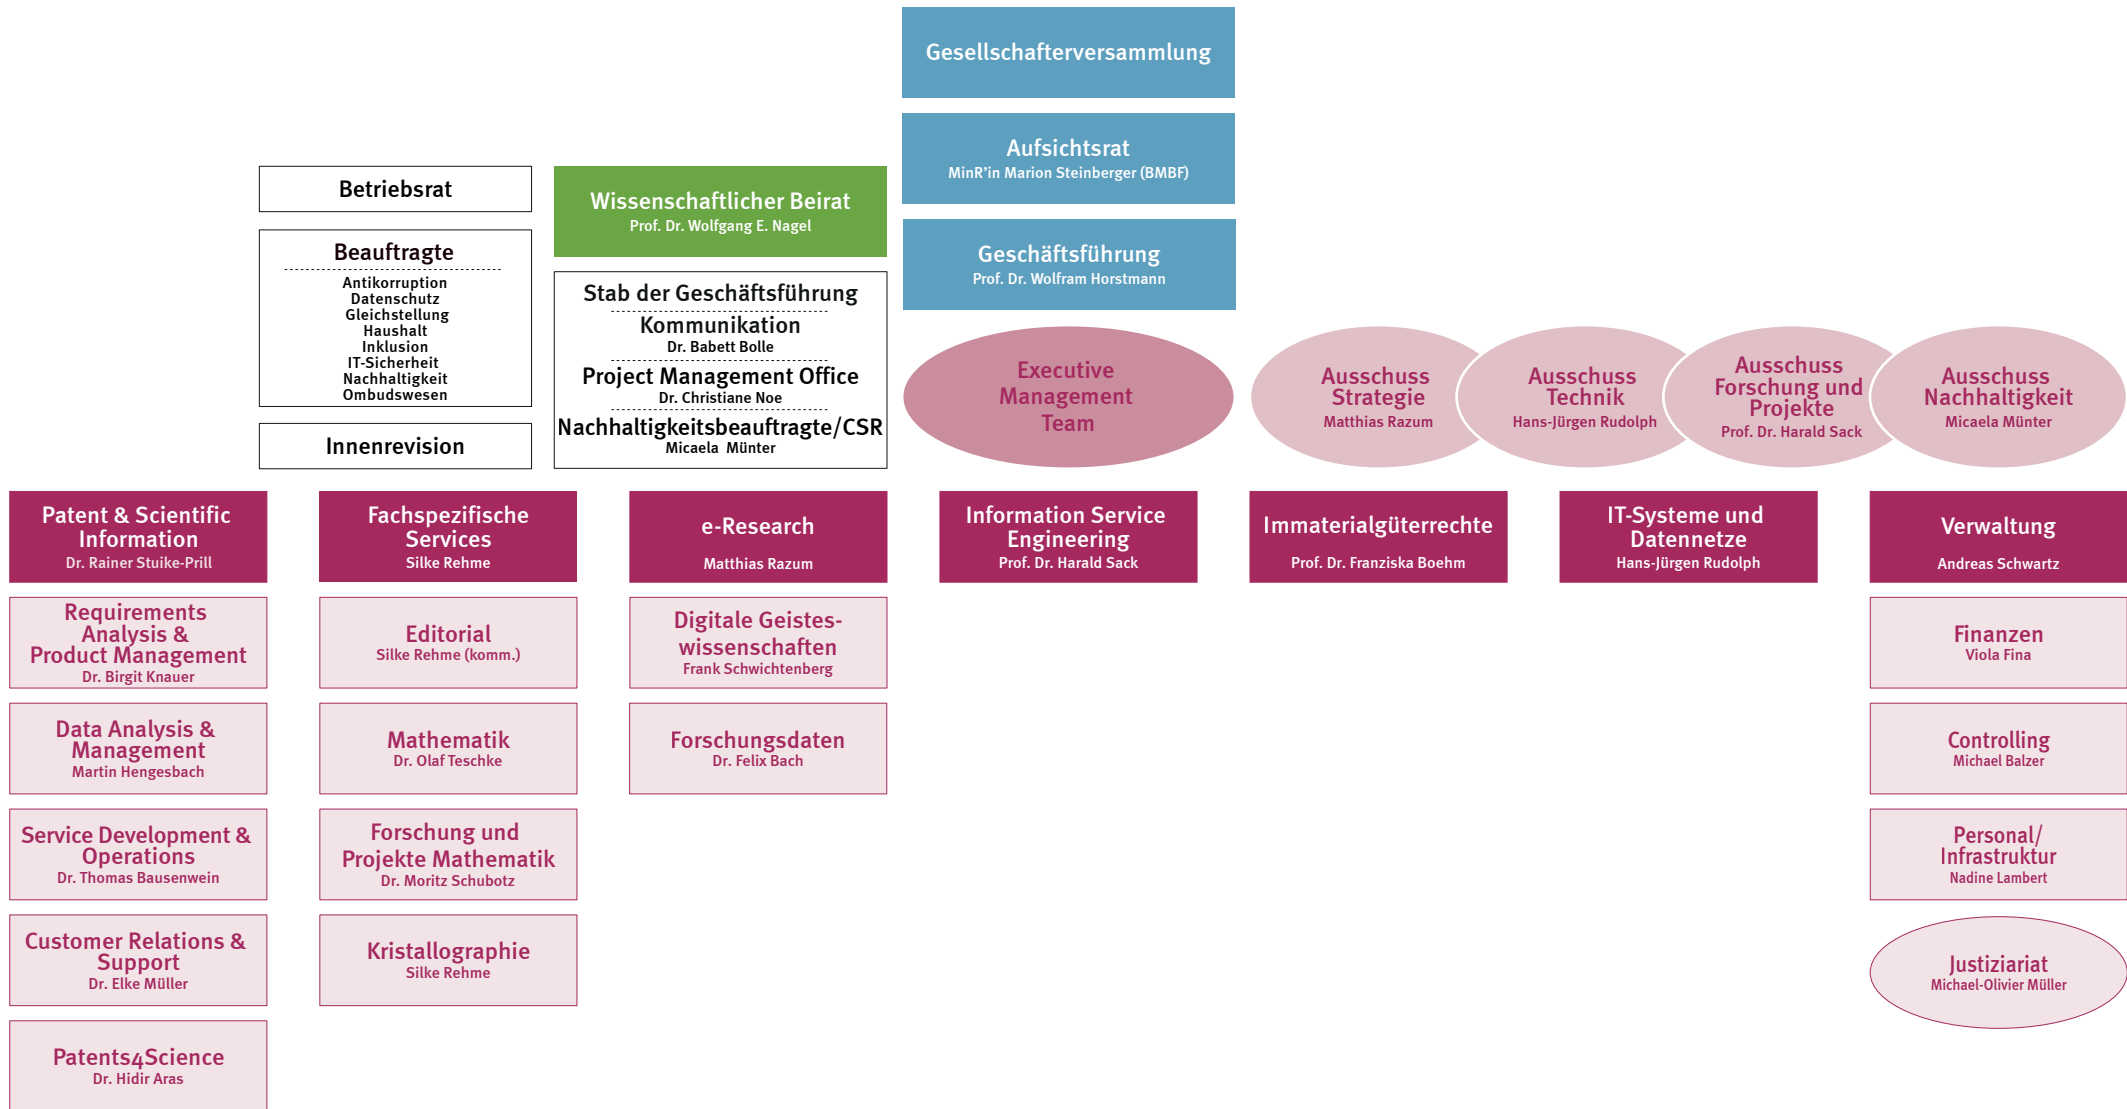 Gesellschafterversammlung
Aufsichtsrat
MinR'in Marion Steinberger (BMBF)
Geschäftsführung
Prof. Dr. Wolfram Horstmann
Betriebsrat
Beauftragte
Antikorruption
Datenschutz
Gleichstellung
Haushalt
Inklusion
IT-Sicherheit
Nachhaltigkeit
Ombudswesen
Innenrevision
Wissenschaftlicher Beirat
Prof. Dr. Wolfgang E. Nagel
Stab der Geschäftsführung
Kommunikation
Dr. Babett Bolle
Project Management Office
Dr. Christiane Noe
Nachhaltigkeitsbeauftragte/CSR
Micaela Münter
Executive
Management
Team
Ausschuss
Strategie
Matthias Razum
Ausschuss
Technik
Hans-Jürgen Rudolph
Ausschuss
Forschung und
Projekte
Prof. Dr. Harald Sack
Ausschuss
Nachhaltigkeit
Micaela Münter
Patent & Scientific
Information
Dr. Rainer Stuike-Prill
Requirements
Analysis &
Product Management
Dr. Birgit Knauer
Data Analysis &
Management
Martin Hengesbach
Service Development &
Operations
Dr. Thomas Bausenwein
Customer Relations &
Support
Dr. Elke Müller
Patents4Science
Dr. Hidir Aras
Fachspezifische
Services
Silke Rehme
Editorial
Silke Rehme (komm.)
Mathematik
Dr. Olaf Teschke
Forschung und
Projekte Mathematik
Dr. Moritz Schubotz
Kristallographie
Silke Rehme
e-Research
Matthias Razum
Digitale Geistes-
wissenschaften
Frank Schwichtenberg
Forschungsdaten
Dr. Felix Bach
Information Service
Engineering
Prof. Dr. Harald Sack
Immaterialgüterrechte
Prof. Dr. Franziska Boehm
IT-Systeme und
Datennetze
Hans-Jürgen Rudolph
Verwaltung
Andreas Schwartz
Finanzen
Viola Fina
Controlling
Michael Balzer
Personal/
Infrastruktur
Nadine Lambert
Justiziariat
Michael-Olivier Müller